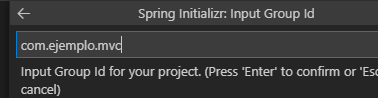 Spring Initializr: Input Group Id
com.ejemplo.mvc
Input Group Id for your project. (Press 'Enter' to confirm or 'Esc
cancel)